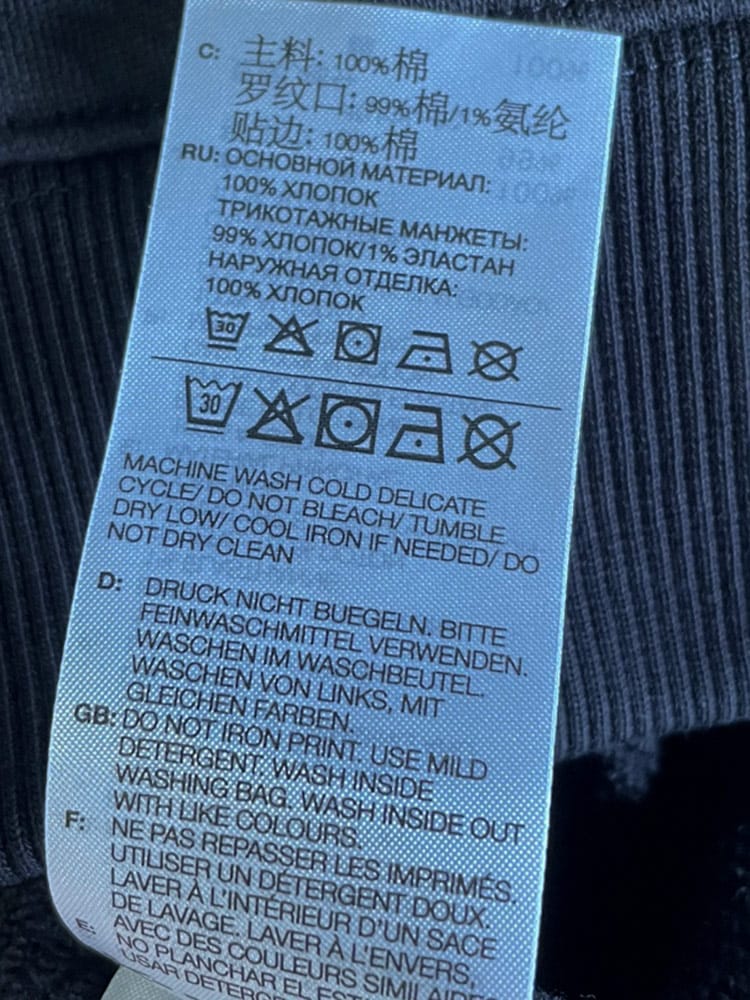 C: 主料: 100%棉
罗纹口: 99%棉/1%氨纶
贴边: 100%棉
RU: ОСНОВНОЙ МАТЕРИАЛ:
100% ХЛОПОК
ТРИКОТАЖНЫЕ МАНЖЕТЫ:
99% ХЛОПОК/1% ЭЛАСТАН
НАРУЖНАЯ ОТДЕЛКА:
100% ХЛОПОК
30
30
MACHINE WASH COLD DELICATE
CYCLE/ DO NOT BLEACH/ TUMBLE
DRY LOW/ COOL IRON IF NEEDED/ DO
NOT DRY CLEAN
D: DRUCK NICHT BUEGELN. BITTE
FEINWASCHMITTEL VERWENDEN.
WASCHEN IM WASCHBEUTEL.
WASCHEN VON LINKS, MIT
GLEICHEN FARBEN.
GB: DO NOT IRON PRINT. USE MILD
DETERGENT. WASH INSIDE
WASHING BAG. WASH INSIDE OUT
WITH LIKE COLOURS.
F: NE PAS REPASSER LES IMPRIMÉS.
UTILISER UN DÉTERGENT DOUX.
LAVER À L'INTÉRIEUR D'UN SACE
DE LAVAGE. LAVER À L'ENVERS,
AVEC DES COULEURS SIMILAIRES
E: NO PLANCHAR EL
USAR